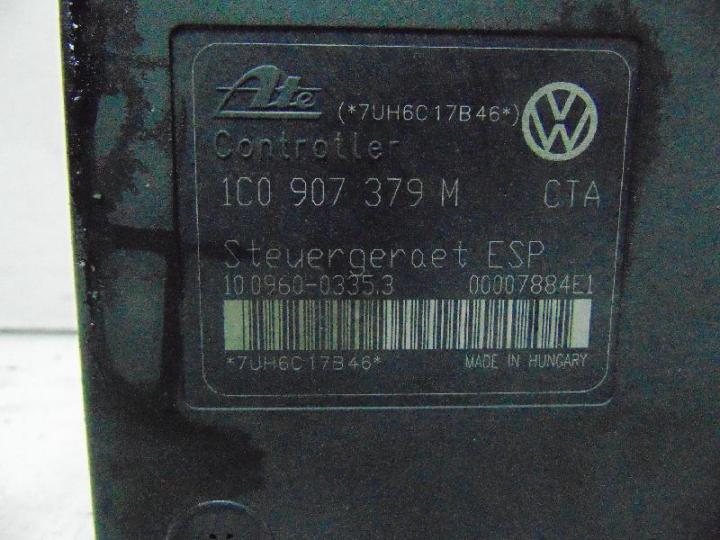 Ate (*7UH6C17B46*)
Controller
1C0 907 379 M CTA
Steuergeraet ESP
10.0960-0335.3 00007884E1
*7UH6C17B46* MADE IN HUNGARY